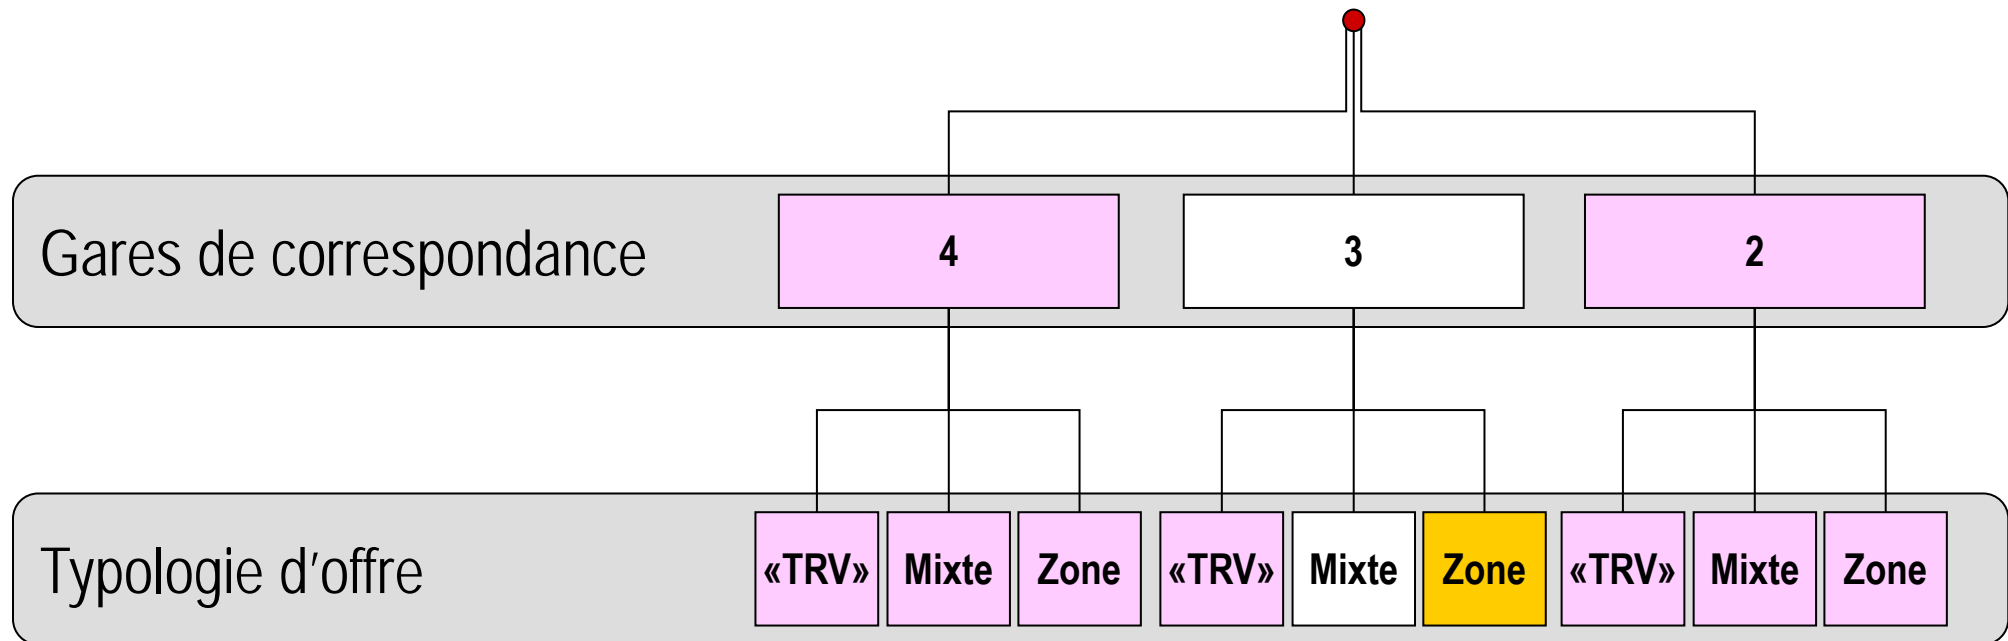 Gares de correspondance
4
3
2
Typologie d'offre
«TRV»
Mixte
Zone
«TRV»
Mixte
Zone
«TRV»
Mixte
Zone